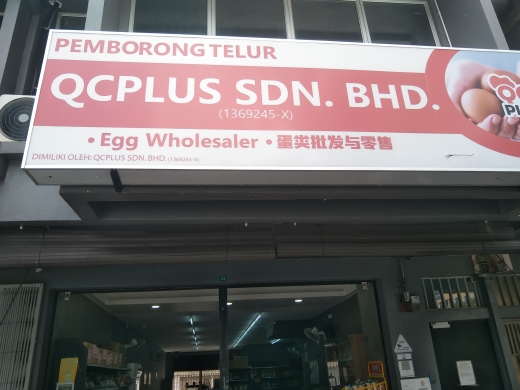 PEMBORONG TELUR
QCPLUS SDN. BHD.
(1369245-X)
• Egg Wholesaler • 蛋类批发与零售
DIMILIKI OLEH: QCPLUS SDN. BHD. (1369245-X)